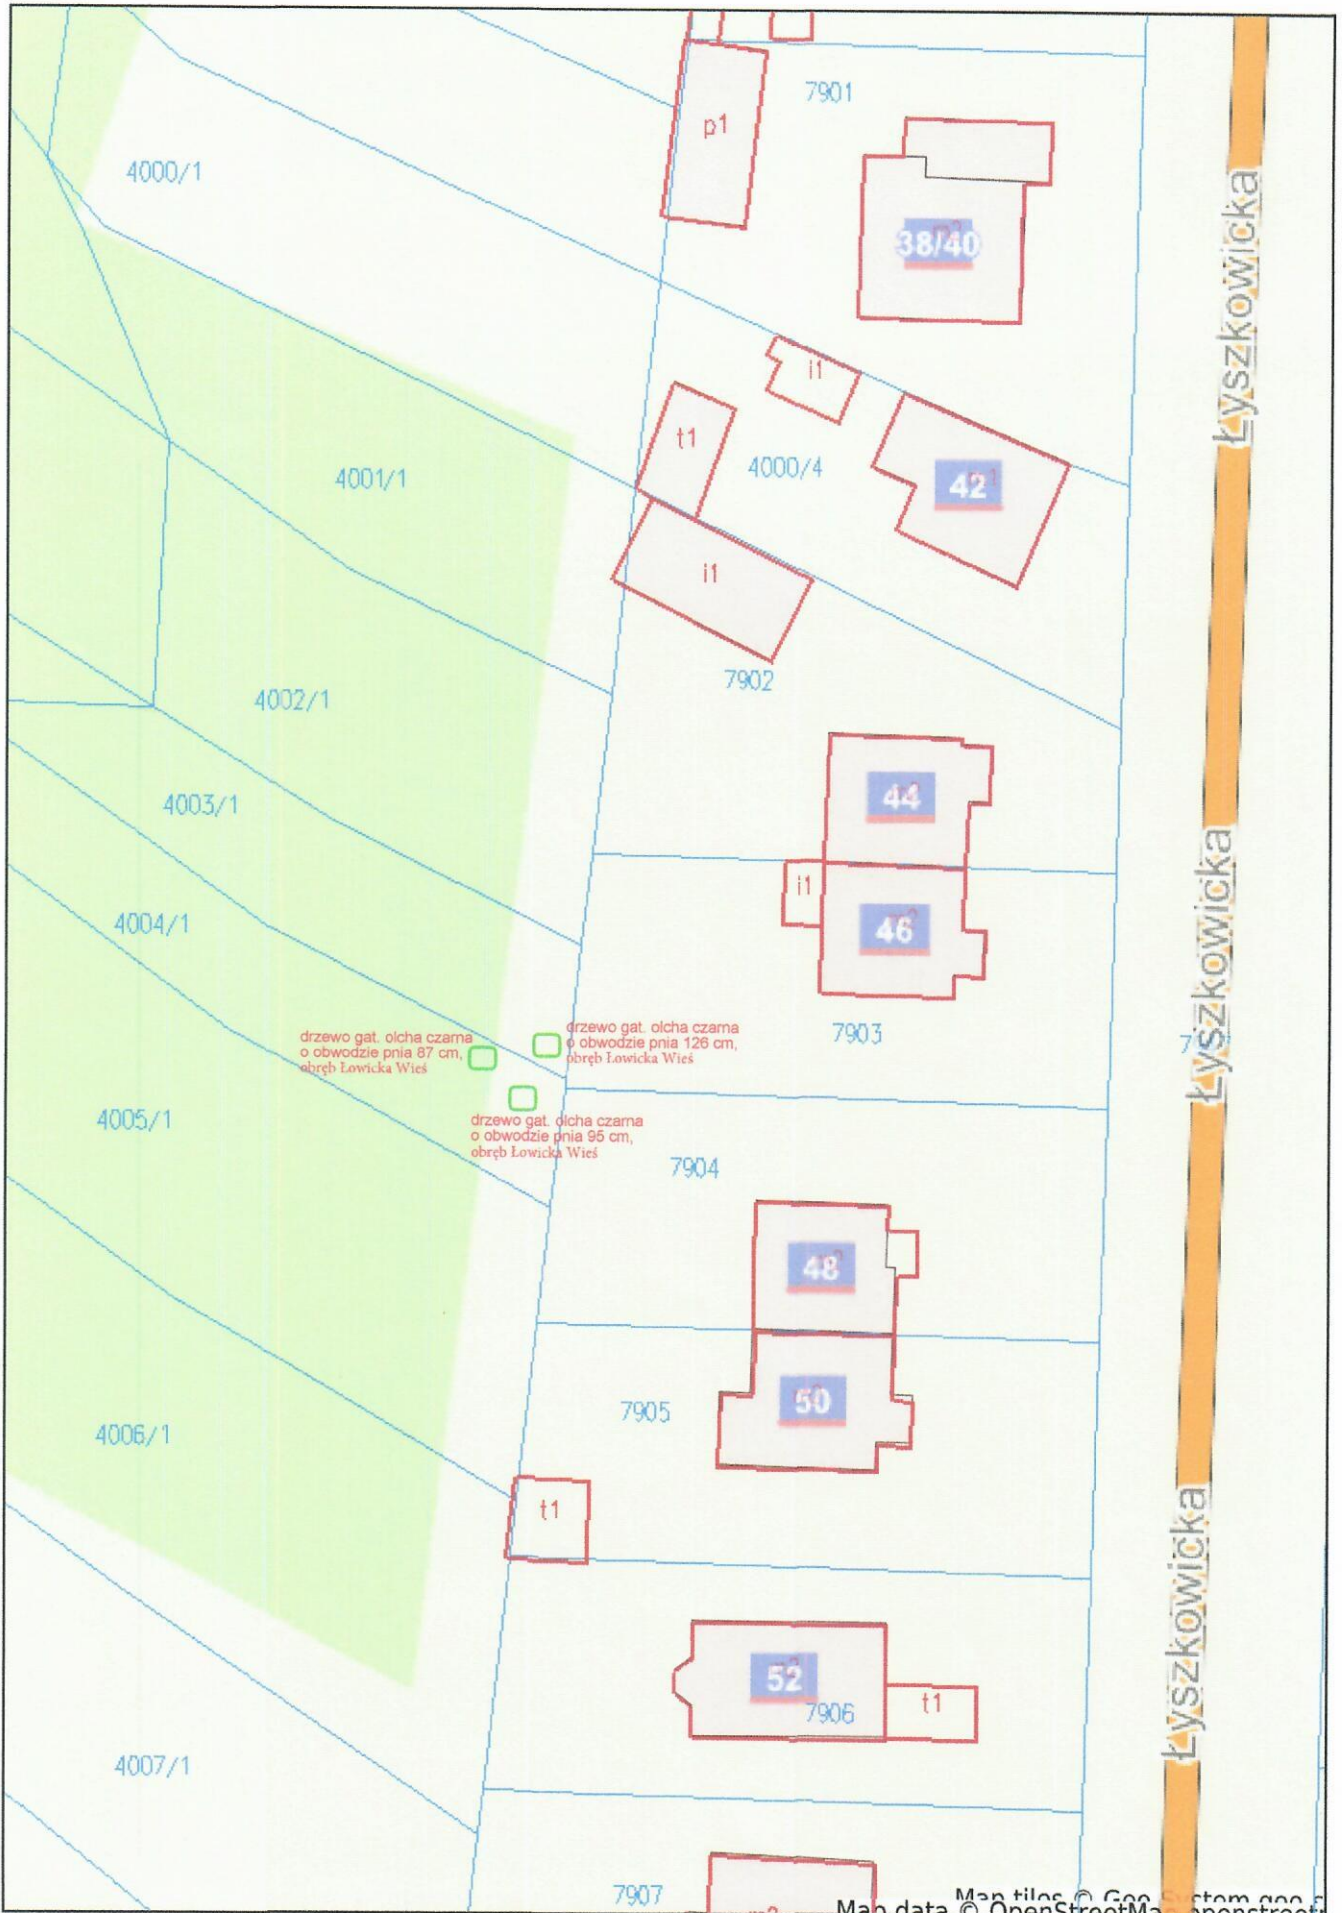 7901
p1
4000/1
38/40
Łyszkowicka
i1
t1
4000/4
42
4001/1
i1
7902
4002/1
44
4003/1
i1
4004/1
46
Łyszkowicka
7903
drzewo gat. olcha czarna
o obwodzie pnia 87 cm,
obręb Łowicka Wieś
drzewo gat. olcha czarna
o obwodzie pnia 126 cm,
obręb Łowicka Wieś
4005/1
drzewo gat. olcha czarna
o obwodzie pnia 95 cm,
obręb Łowicka Wieś
7904
48
50
7905
4006/1
t1
Łyszkowicka
52
7906
t1
4007/1
7907
Map tiles © Geo-System
Map data © OpenStreetMap